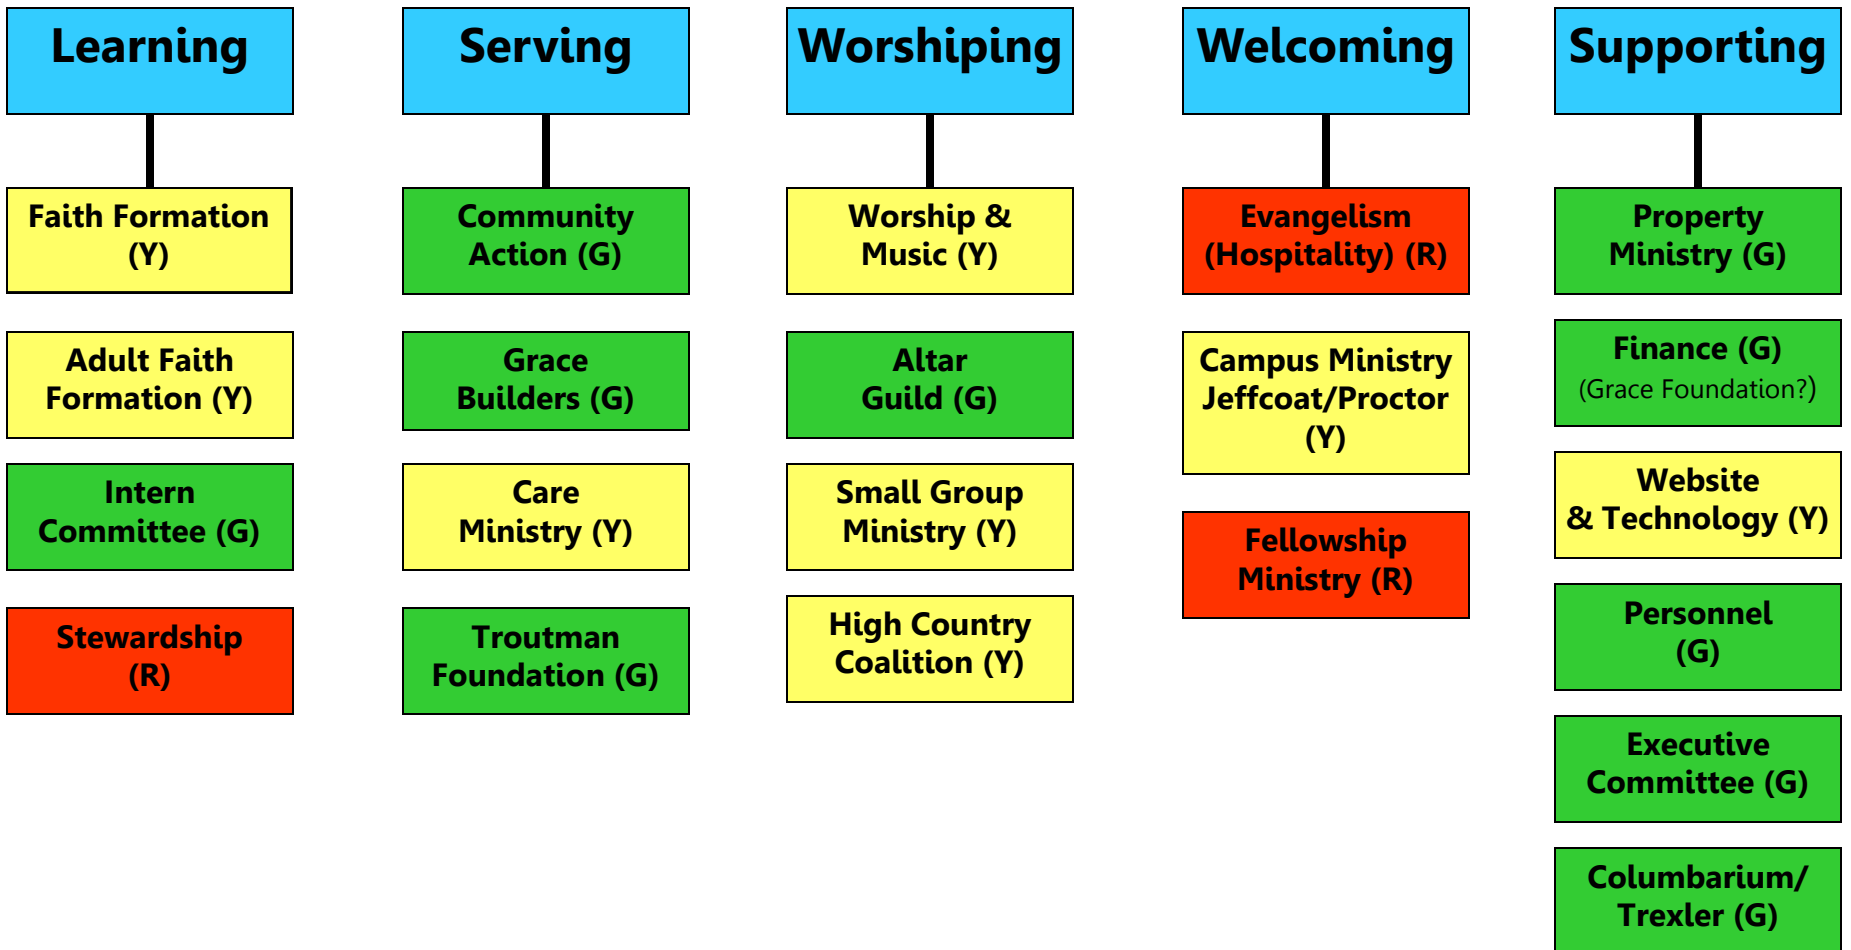 Learning
Faith Formation
(Y)
Adult Faith
Formation (Y)
Intern
Committee (G)
Stewardship
(R)
Serving
Community
Action (G)
Grace
Builders (G)
Care
Ministry (Y)
Troutman
Foundation (G)
Worshiping
Worship &
Music (Y)
Altar
Guild (G)
Small Group
Ministry (Y)
High Country
Coalition (Y)
Welcoming
Evangelism
(Hospitality) (R)
Campus Ministry
Jeffcoat/Proctor
(Y)
Fellowship
Ministry (R)
Supporting
Property
Ministry (G)
Finance (G)
(Grace Foundation?)
Website
& Technology (Y)
Personnel
(G)
Executive
Committee (G)
Columbarium/
Trexler (G)